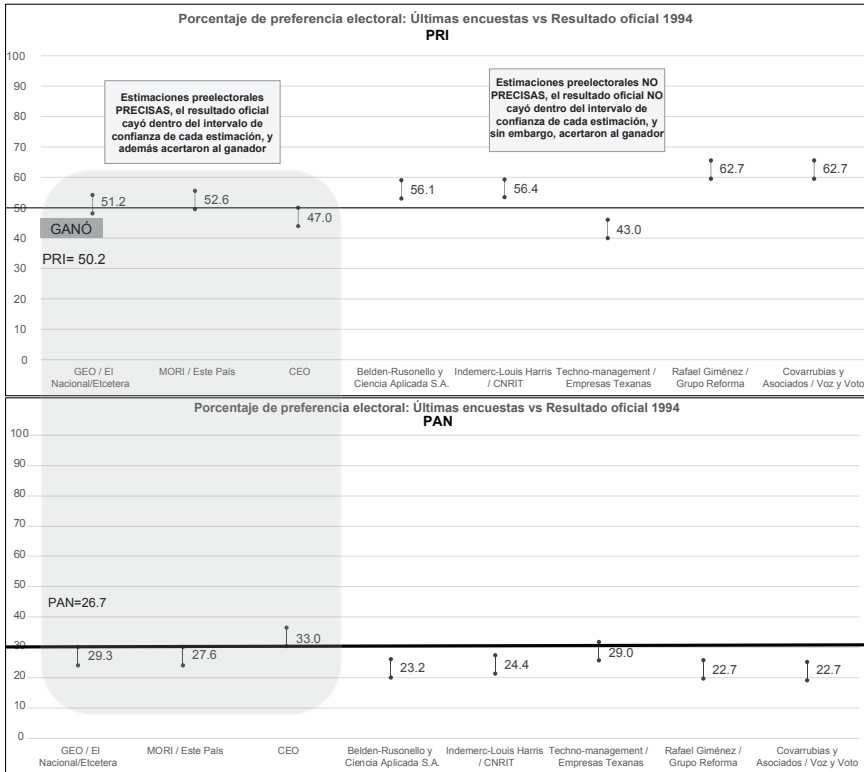 Porcentaje de preferencia electoral: Últimas encuestas vs Resultado oficial 1994
PRI
100
90
80
70
60
50
40
30
20
10
0
Estimaciones preelectorales
PRECISAS, el resultado oficial
cayó dentro del intervalo de
confianza de cada estimación, y
además acertaron al ganador
Estimaciones preelectorales NO
PRECISAS, el resultado oficial NO
cayó dentro del intervalo de
confianza de cada estimación, y
sin embargo, acertaron al ganador
51.2
52.6
47.0
56.1
56.4
43.0
62.7
62.7
GANÓ
PRI= 50.2
GEO / El
Nacional/Etcetera
MORI / Este País
CEO
Belden-Rusonello y
Ciencia Aplicada S.A.
Indemerc-Louis Harris
/ CNRIT
Techno-management /
Empresas Texanas
Rafael Giménez /
Grupo Reforma
Covarrubias y
Asociados / Voz y Voto
Porcentaje de preferencia electoral: Últimas encuestas vs Resultado oficial 1994
PAN
100
90
80
70
60
50
40
30
20
10
0
PAN=26.7
29.3
27.6
33.0
23.2
24.4
29.0
22.7
22.7
GEO / El
Nacional/Etcetera
MORI / Este País
CEO
Belden-Rusonello y
Ciencia Aplicada S.A.
Indemerc-Louis Harris
/ CNRIT
Techno-management /
Empresas Texanas
Rafael Giménez /
Grupo Reforma
Covarrubias y
Asociados / Voz y Voto